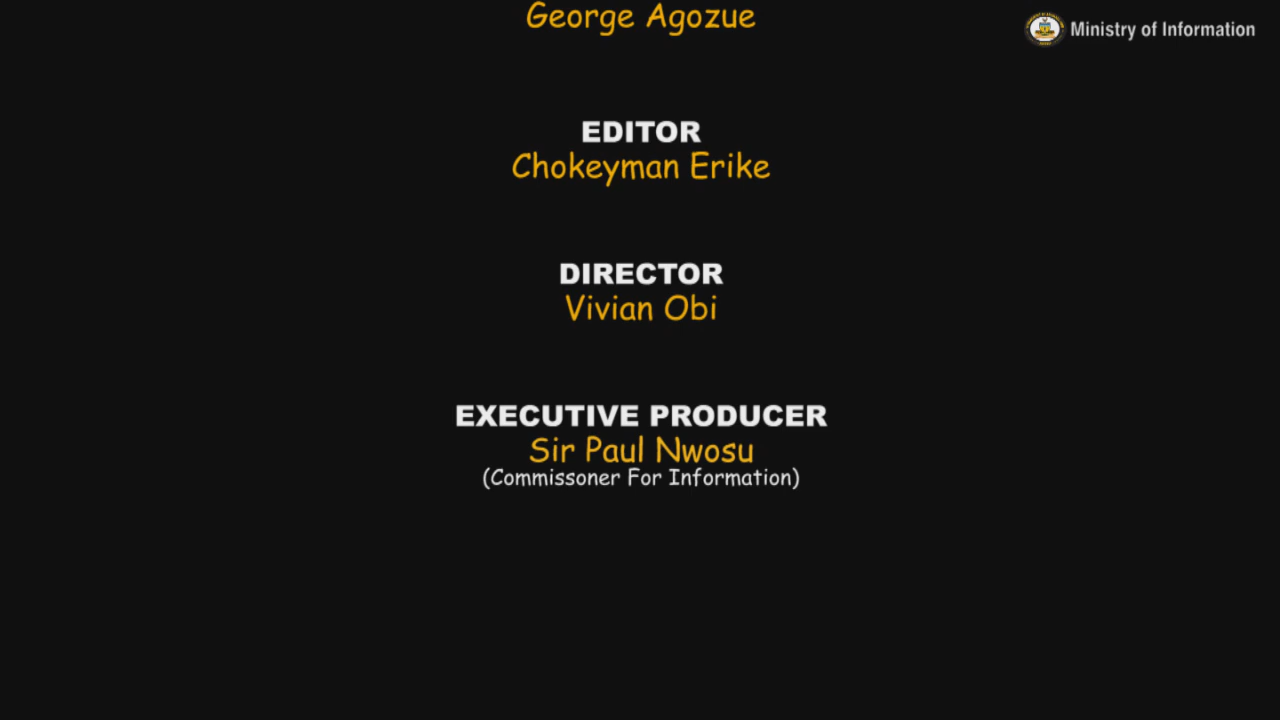 George Agozue
Ministry of Information
EDITOR
Chokeyman Erike
DIRECTOR
Vivian Obi
EXECUTIVE PRODUCER
Sir Paul Nwosu
(Commissoner For Information)